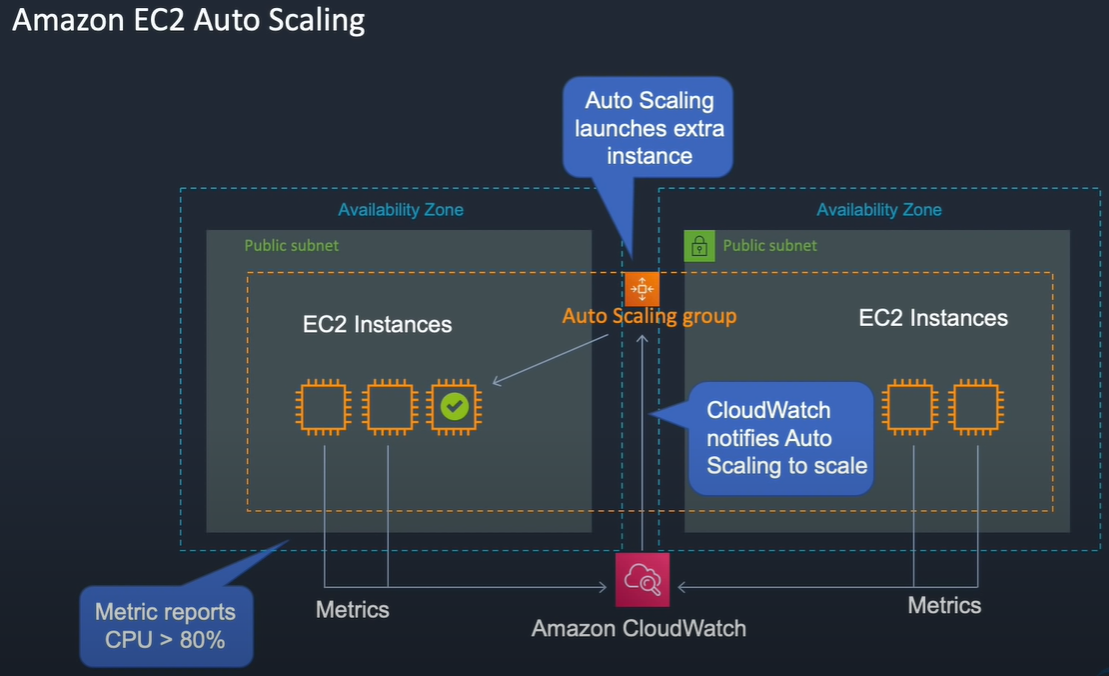 Amazon EC2 Auto Scaling
Auto Scaling
launches extra
instance
Availability Zone
Availability Zone
Public subnet
Public subnet
Auto Scaling group
EC2 Instances
EC2 Instances
CloudWatch
notifies Auto
Scaling to scale
Metric reports
CPU > 80%
Metrics
Metrics
Amazon CloudWatch